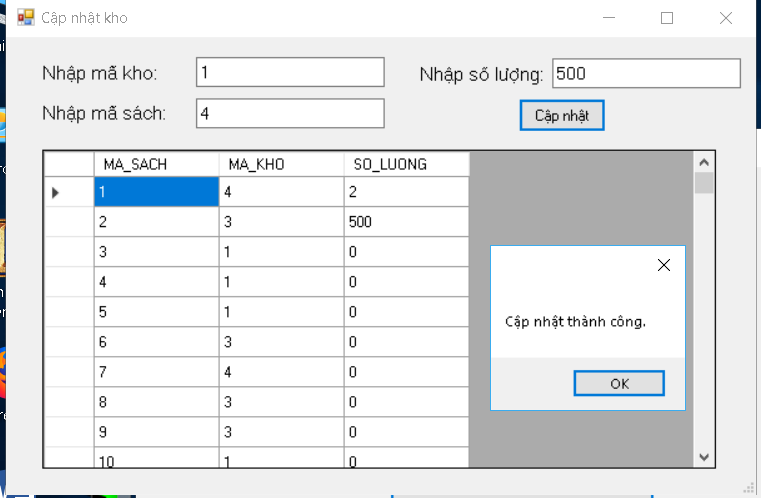 Cập nhật kho
Nhập mã kho: 1 Nhập số lượng: 500
Nhập mã sách: 4 Cập nhật
MA_SACH MA_KHO SO_LUONG
1 4 2
2 3 500
3 1 0
4 1 0
5 1 0
6 3 0
7 4 0
8 3 0
9 3 0
10 1 0
Cập nhật thành công.
OK